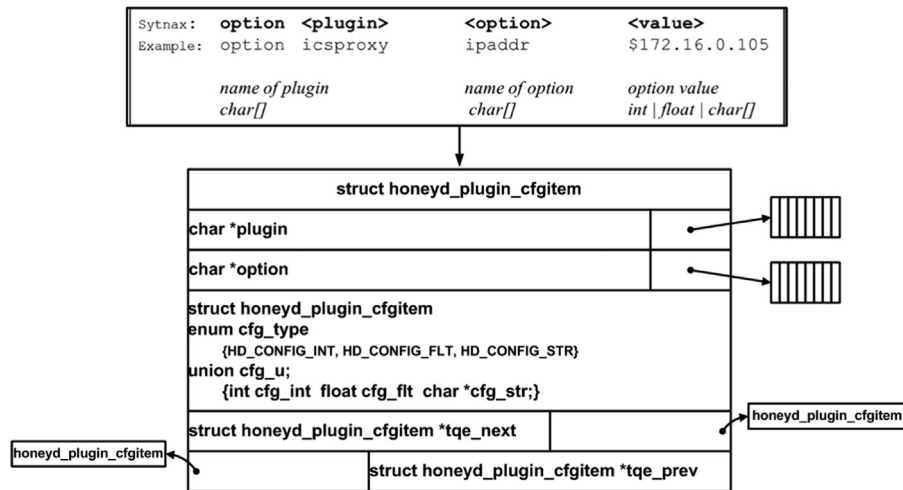 Sytnax: option <plugin> <option> <value>
Example: option icsproxy ipaddr $172.16.0.105
name of plugin name of option option value
char[] char[] int | float | char[]
struct honeyd_plugin_cfgitem
char *plugin
char *option
struct honeyd_plugin_cfgitem
enum cfg_type
{HD_CONFIG_INT, HD_CONFIG_FLT, HD_CONFIG_STR}
union cfg_u;
{int cfg_int float cfg_flt char *cfg_str;}
struct honeyd_plugin_cfgitem *tqe_next
honeyd_plugin_cfgitem
honeyd_plugin_cfgitem
struct honeyd_plugin_cfgitem *tqe_prev